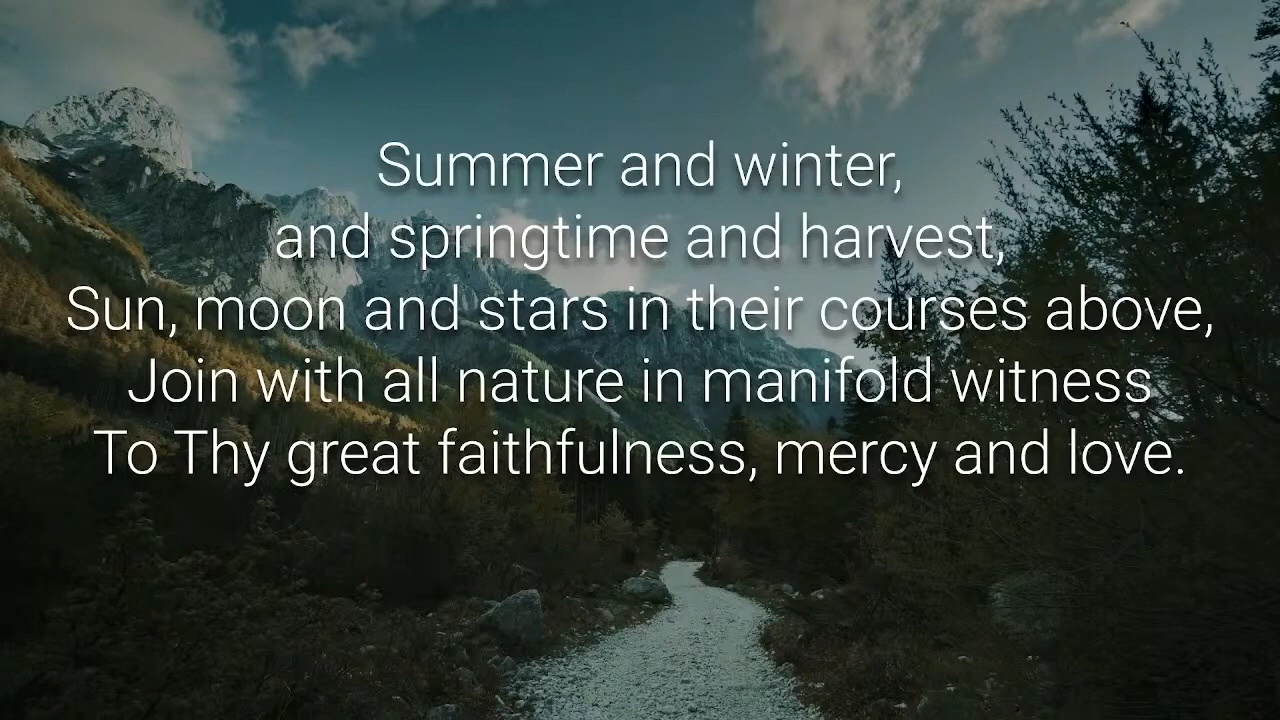 Summer and winter,
and springtime and harvest,
Sun, moon and stars in their courses above,
Join with all nature in manifold witness
To Thy great faithfulness, mercy and love.